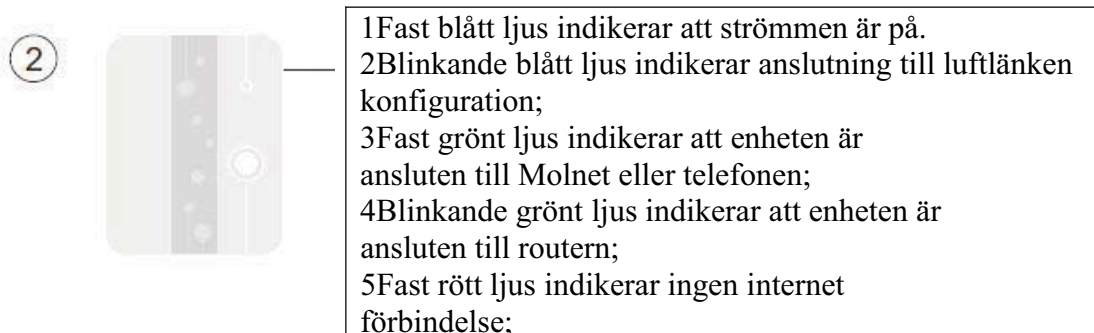 2
1Fast blått ljus indikerar att strömmen är på.
2Blinkande blått ljus indikerar anslutning till luftlänken
konfiguration;
3Fast grönt ljus indikerar att enheten är
ansluten till Molnet eller telefonen;
4Blinkande grönt ljus indikerar att enheten är
ansluten till routern;
5Fast rött ljus indikerar ingen internet
förbindelse;